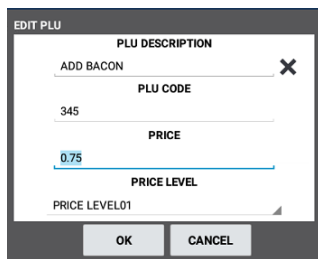 EDIT PLU
PLU DESCRIPTION
ADD BACON
PLU CODE
345
PRICE
0.75
PRICE LEVEL
PRICE LEVEL01
OK CANCEL